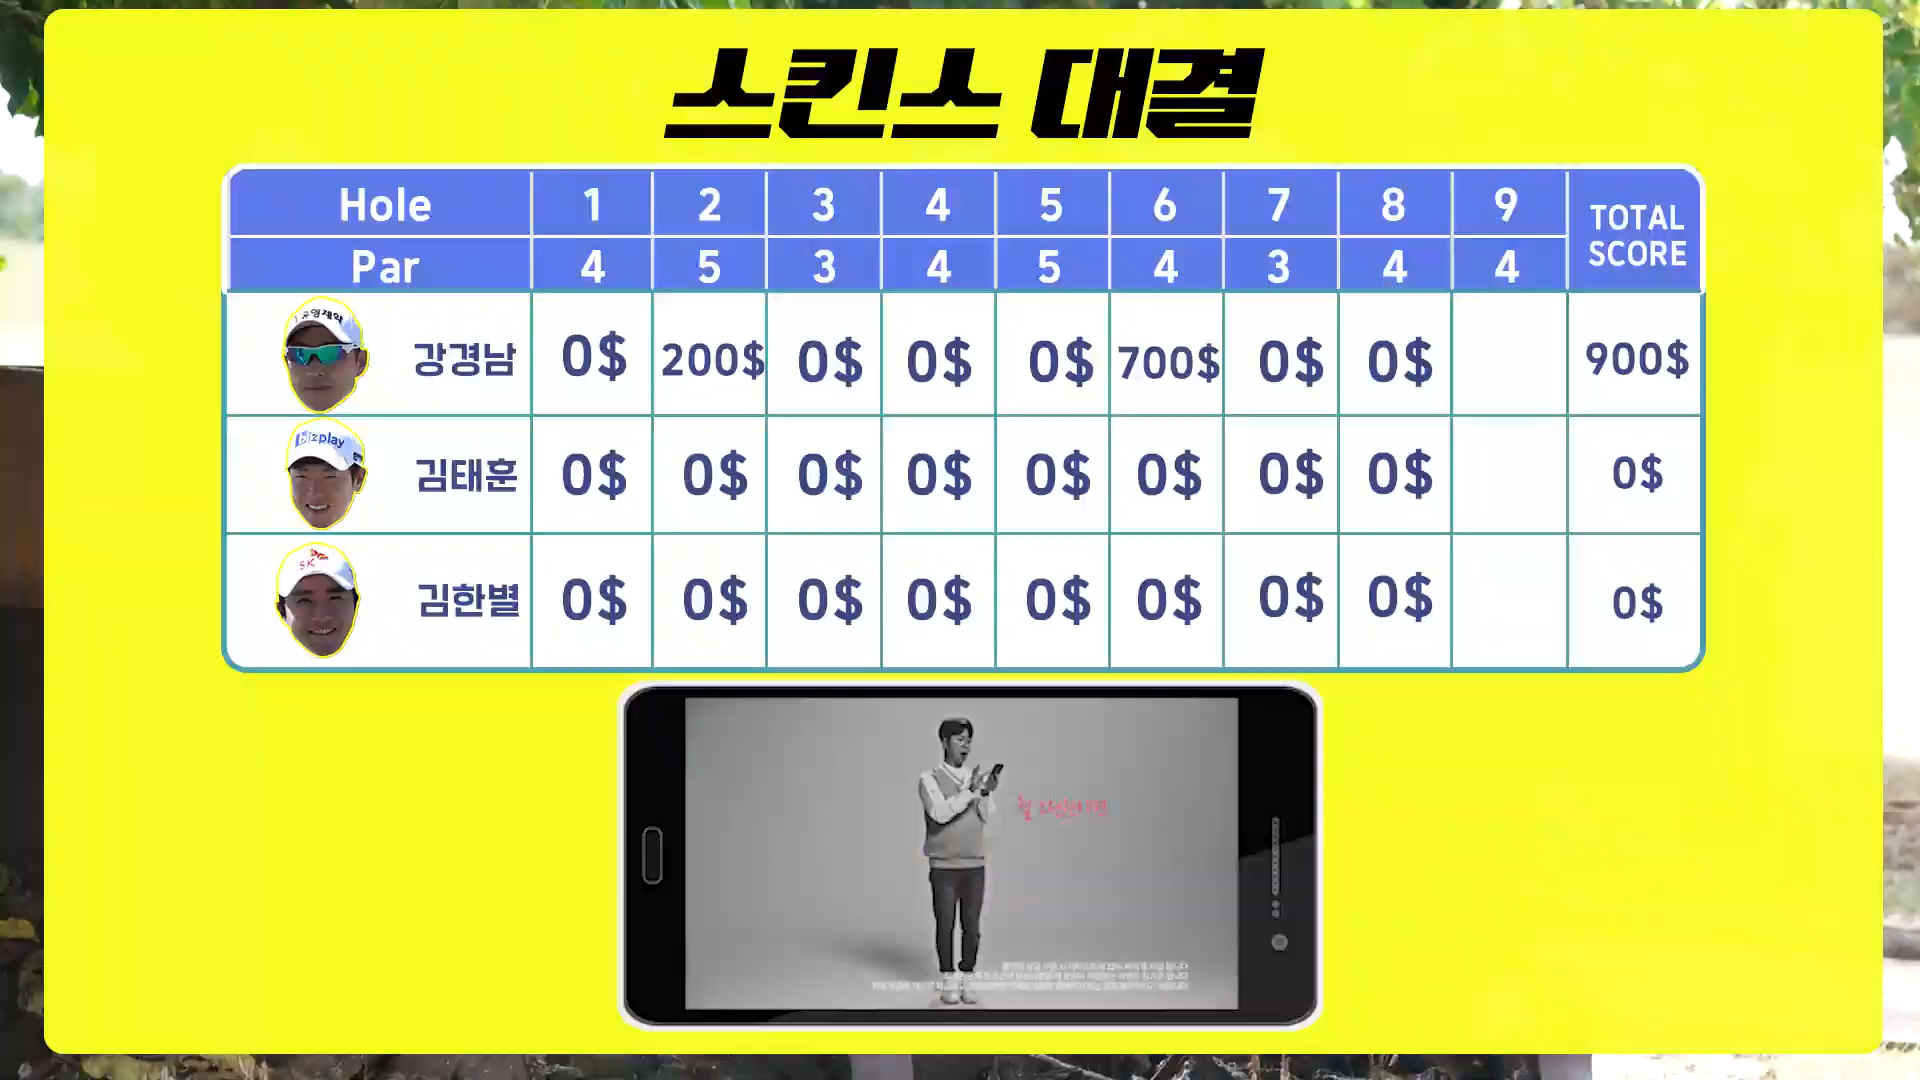 스킨스 대결
Hole 1 2 3 4 5 6 7 8 9 TOTAL SCORE
Par 4 5 3 4 5 4 3 4 4
강경남 0$ 200$ 0$ 0$ 0$ 700$ 0$ 0$ 900$
bizplay
김태훈 0$ 0$ 0$ 0$ 0$ 0$ 0$ 0$ 0$
SK
김한별 0$ 0$ 0$ 0$ 0$ 0$ 0$ 0$ 0$